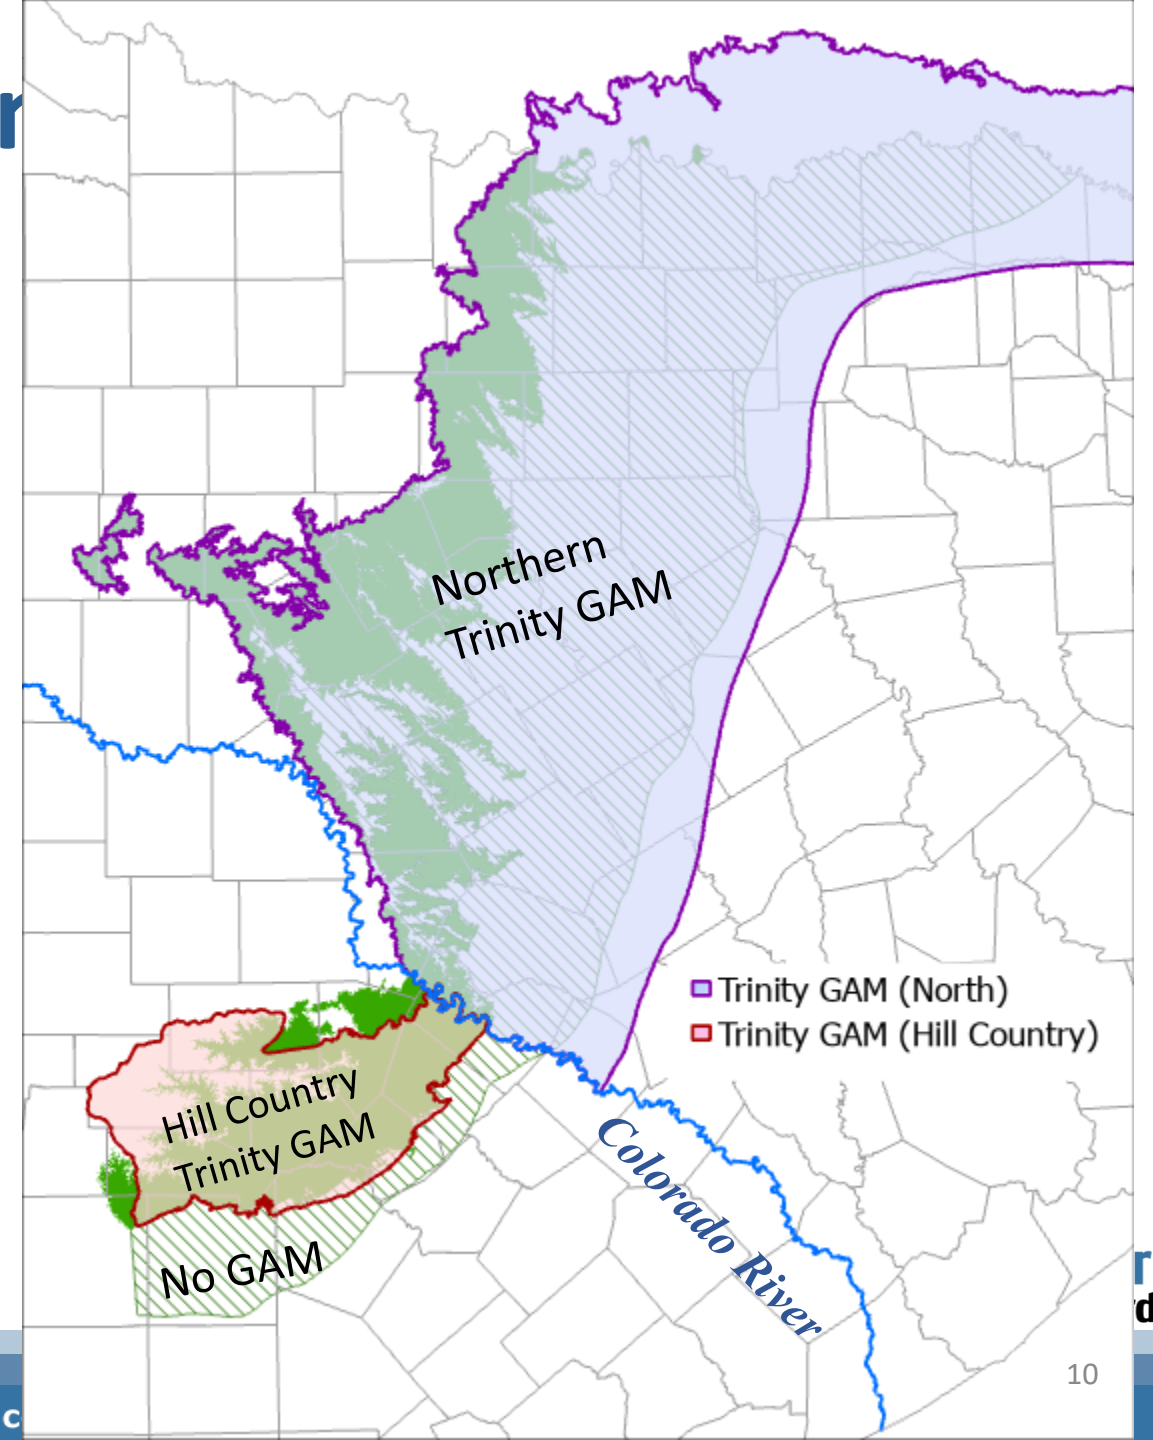 Northern
Trinity GAM
Trinity GAM (North)
Trinity GAM (Hill Country)
Hill Country
Trinity GAM
Colorado River
No GAM
10